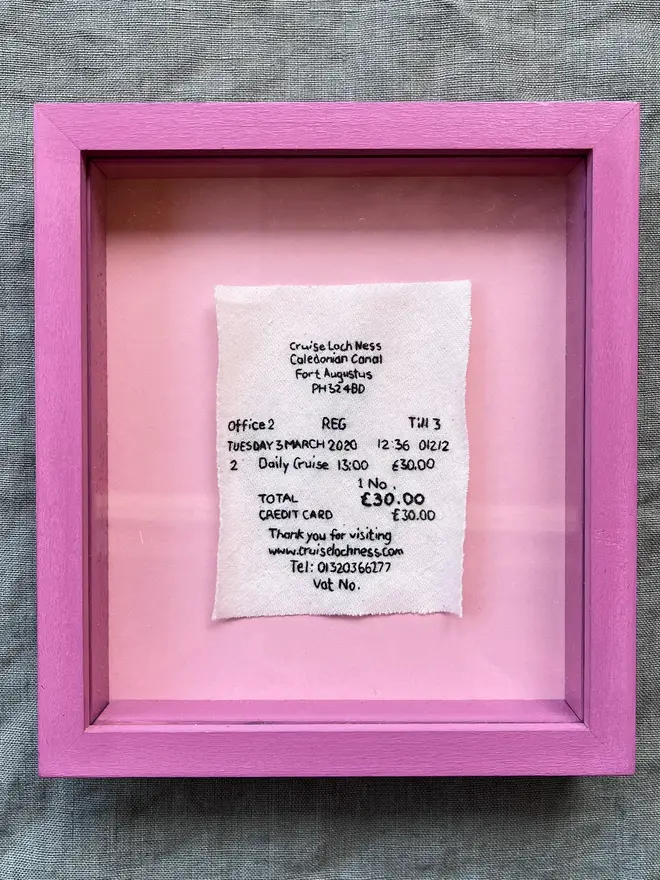 Cruise Loch Ness
Caledonian Canal
Fort Augustus
PH32 4BD
Office 2 REG Till 3
TUESDAY 3 MARCH 2020 12:36 01212
2 Daily Cruise 13:00 £30.00
1 No.
TOTAL £30.00
CREDIT CARD £30.00
Thank you for visiting
www.cruiselochness.com
Tel: 01320366277
Vat No.